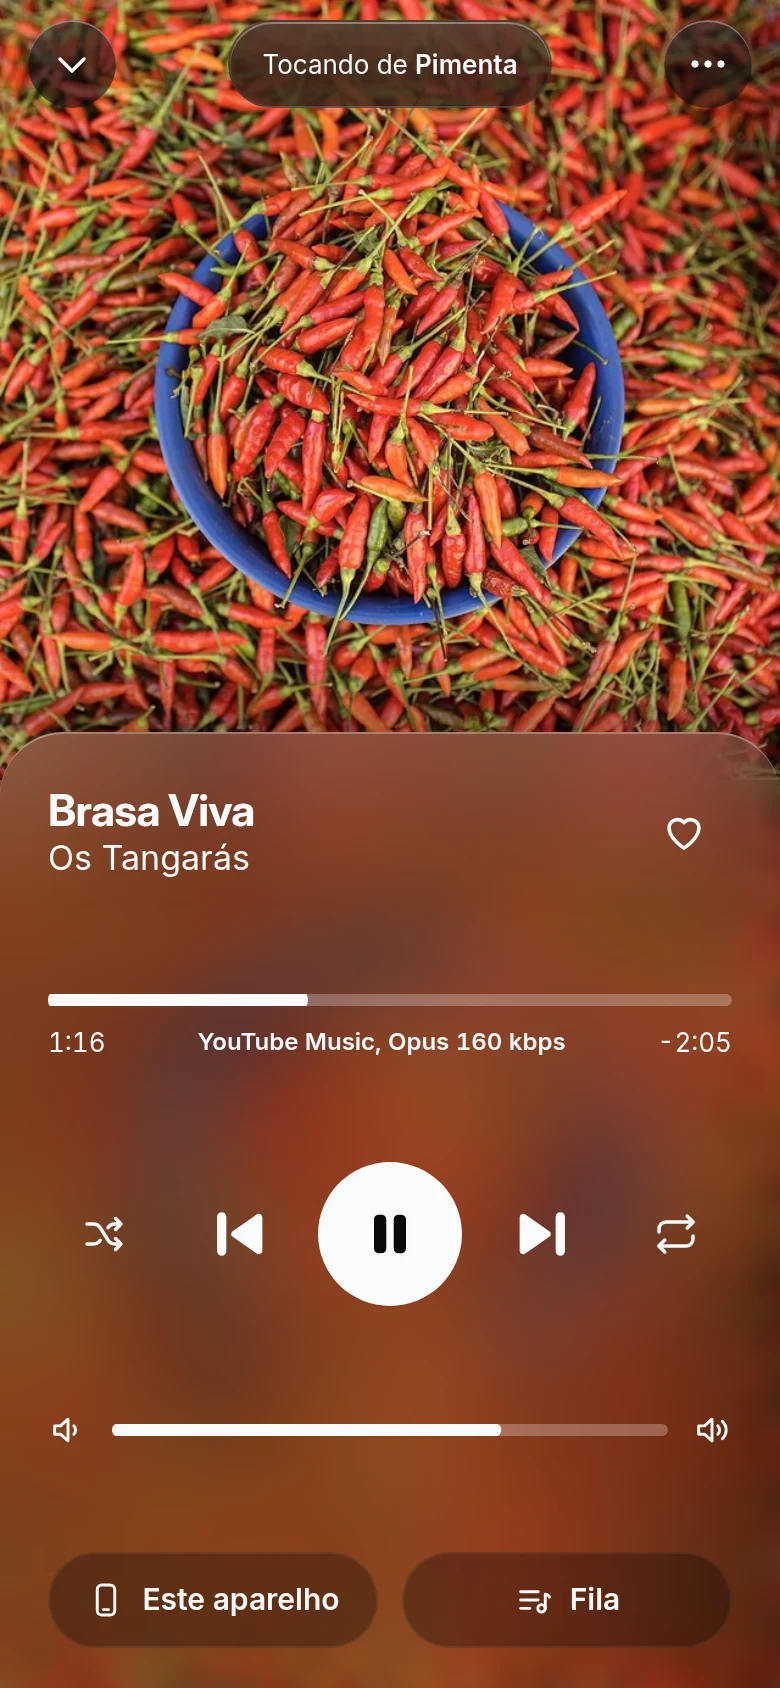 Tocando de Pimenta
Brasa Viva
Os Tangarás
1:16
YouTube Music, Opus 160 kbps
-2:05
Este aparelho
Fila